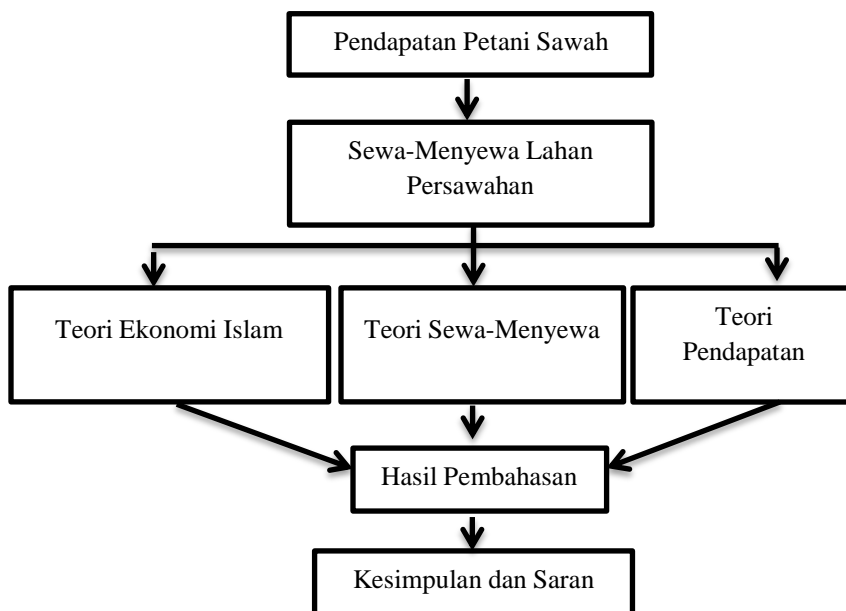 Pendapatan Petani Sawah
Sewa-Menyewa Lahan
Persawahan
Teori Ekonomi Islam
Teori Sewa-Menyewa
Teori
Pendapatan
Hasil Pembahasan
Kesimpulan dan Saran